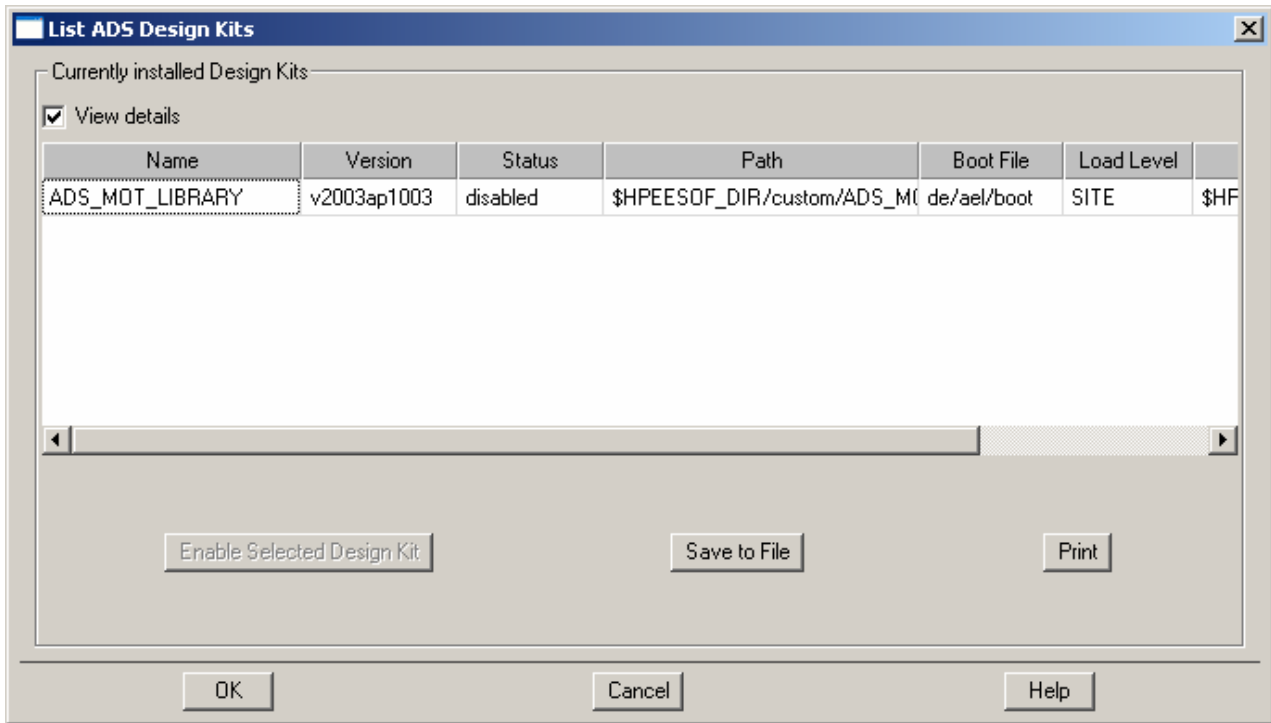 List ADS Design Kits
Currently installed Design Kits
View details
Name Version Status Path Boot File Load Level
ADS_MOT_LIBRARY v2003ap1003 disabled $HPEESOF_DIR/custom/ADS_M de/ael/boot SITE $HF
Enable Selected Design Kit Save to File Print
OK Cancel Help